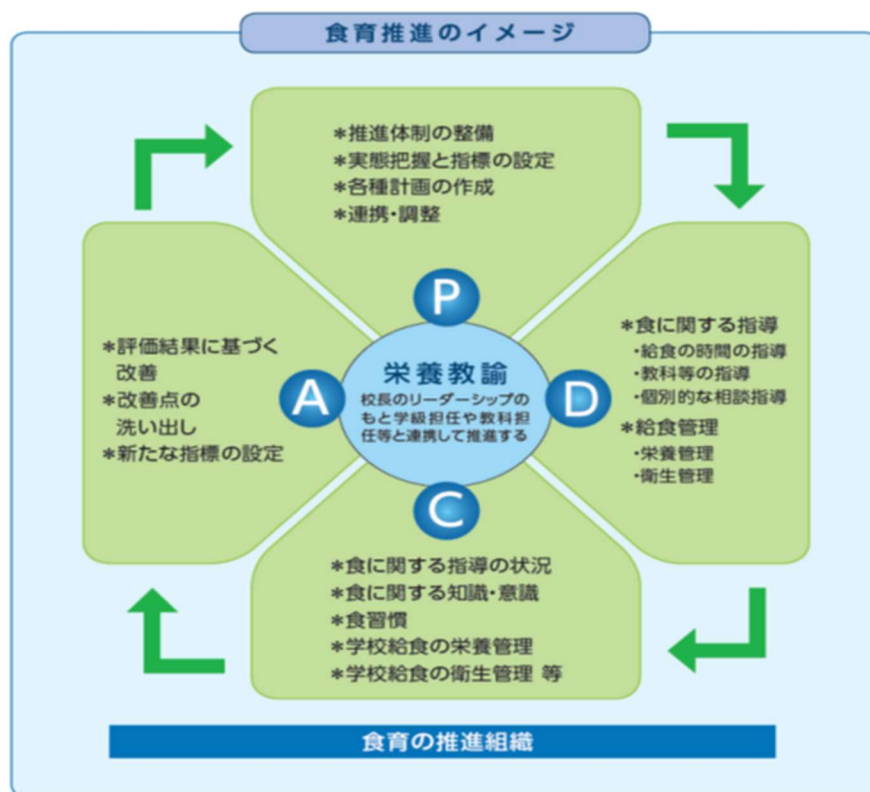 食育推進のイメージ
*推進体制の整備
*実態把握と指標の設定
*各種計画の作成
*連携・調整
P
*評価結果に基づく
改善
*改善点の
洗い出し
*新たな指標の設定
A
栄養教諭
校長のリーダーシップの
もと学級担任や教科担
任等と連携して推進する
D
*食に関する指導
・給食の時間の指導
・教科等の指導
・個別的な相談指導
*給食管理
・栄養管理
・衛生管理
C
*食に関する指導の状況
*食に関する知識・意識
*食習慣
*学校給食の栄養管理
*学校給食の衛生管理 等
食育の推進組織